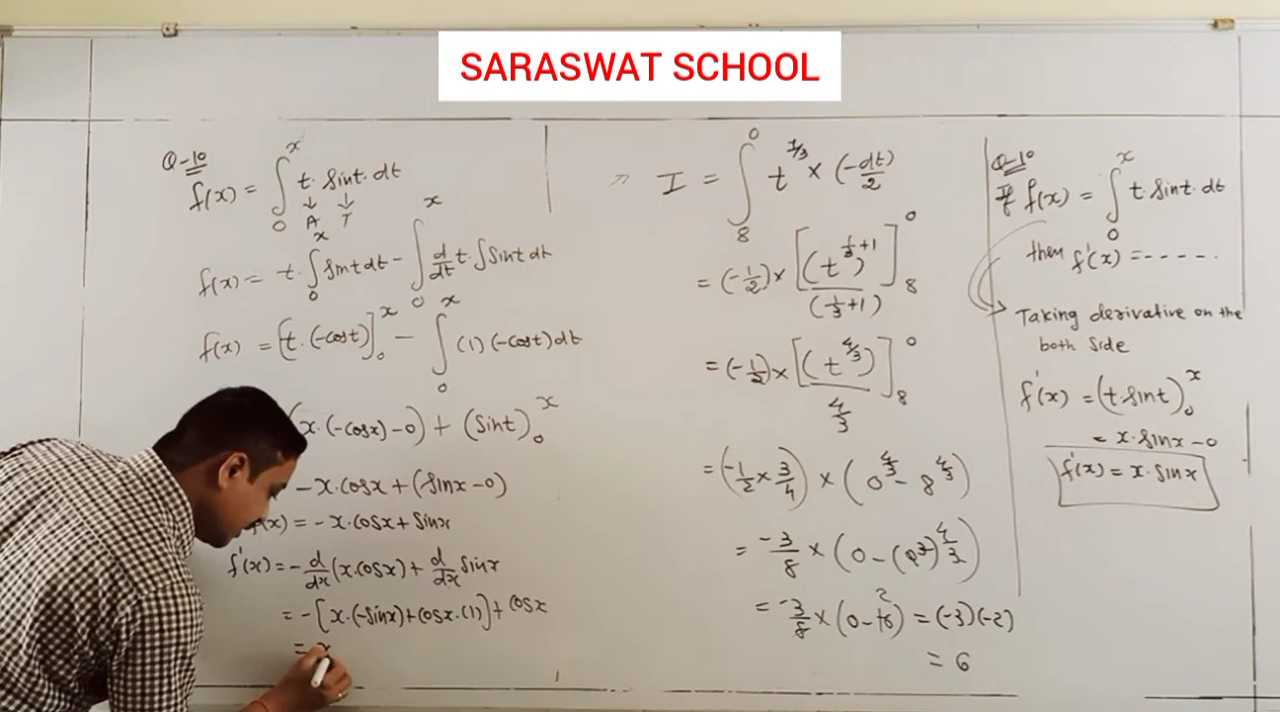 SARASWAT SCHOOL
Q-10
f(x) = ∫₀ˣ t. sint. dt
A T
f(x) = t. ∫₀ˣ sint dt - ∫₀ˣ d/dt t. ∫ sint dt
f(x) = [t. (-cost)]₀ˣ - ∫₀ˣ (1) (-cost) dt
(x. (-cosx) - 0) + (sint)₀ˣ
-x. cosx + (sinx - 0)
f(x) = -x. cosx + sinx
f'(x) = -d/dx (x. cosx) + d/dx sinx
= -[x. (-sinx) + cosx. (1)] + cosx
= x
I = ∫₈⁰ t^(1/3) × (-dt/2)
= (-1/2) × [(t^(1/3+1)) / (1/3+1)]₈⁰
= (-1/2) × [(t^(4/3)) / (4/3)]₈⁰
= (-1/2 × 3/4) × (0^(4/3) - 8^(4/3))
= -3/8 × (0 - (2³)^(4/3))
= -3/8 × (0 - 16) = (-3)(-2)
2
= 6
Q-10
If f(x) = ∫₀ˣ t. sint. dt
then f'(x) = - - - - - .
Taking derivative on the
both side
f'(x) = (t. sint)₀ˣ
= x. sinx - 0
f'(x) = x. sinx